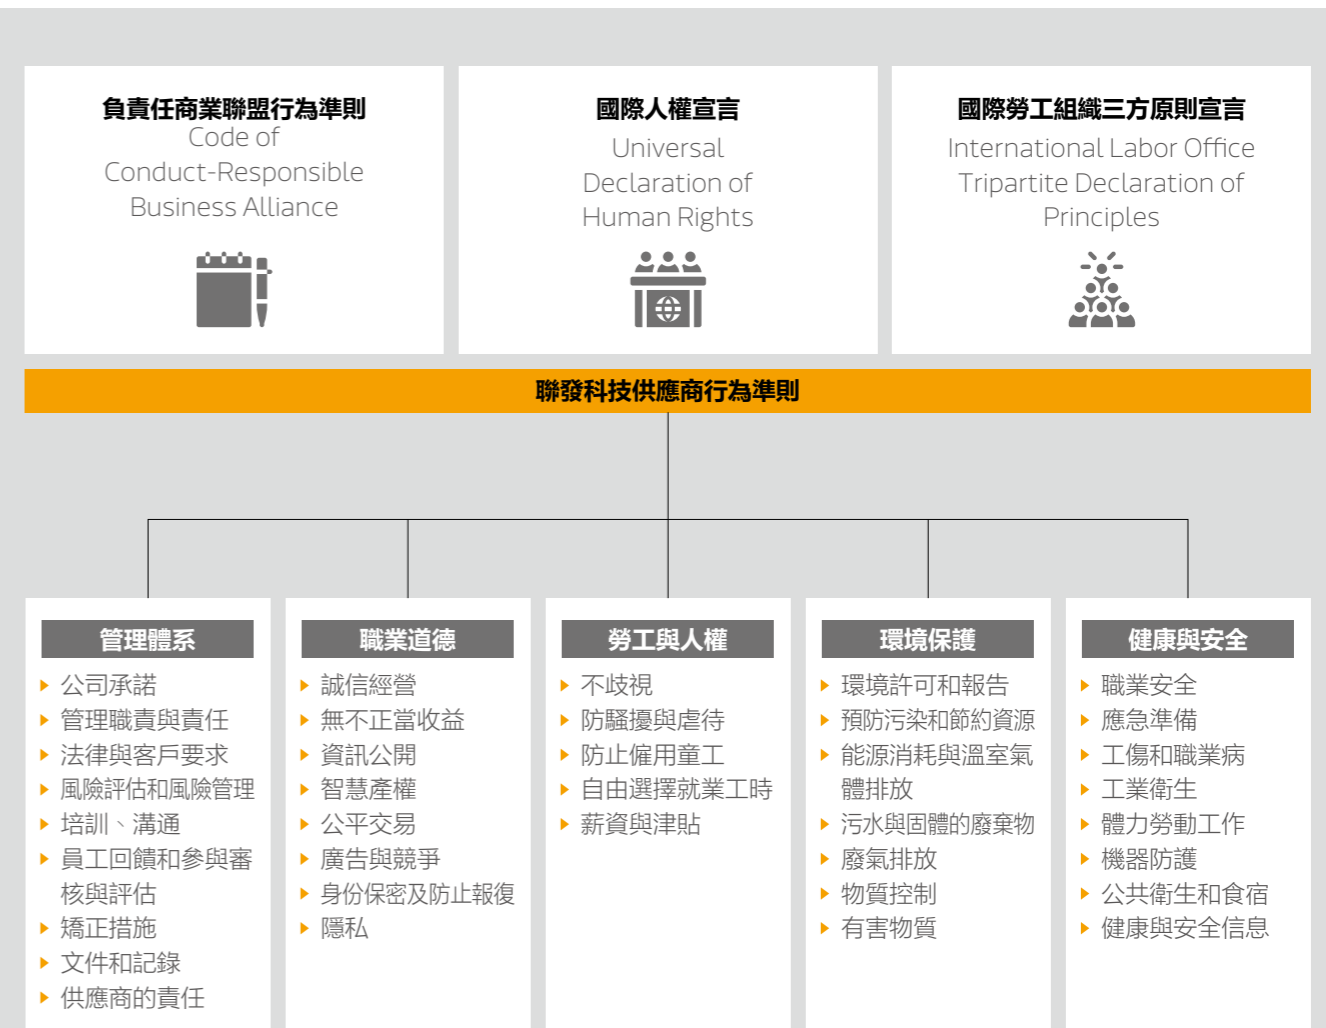 負責任商業聯盟行為準則
Code of
Conduct-Responsible
Business Alliance
國際人權宣言
Universal
Declaration of
Human Rights
國際勞工組織三方原則宣言
International Labor Office
Tripartite Declaration of
Principles
聯發科技供應商行為準則
管理體系
公司承諾
管理職責與責任
法律與客戶要求
風險評估和風險管理
培訓、溝通
員工回饋和參與審
核與評估
矯正措施
文件和記錄
供應商的責任
職業道德
誠信經營
無不正當收益
資訊公開
智慧產權
公平交易
廣告與競爭
身份保密及防止報復
隱私
勞工與人權
不歧視
防騷擾與虐待
防止僱用童工
自由選擇就業工時
薪資與津貼
環境保護
環境許可和報告
預防污染和節約資源
能源消耗與溫室氣
體排放
污水與固體的廢棄物
廢氣排放
物質控制
有害物質
健康與安全
職業安全
應急準備
工傷和職業病
工業衛生
體力勞動工作
機器防護
公共衛生和食宿
健康與安全信息